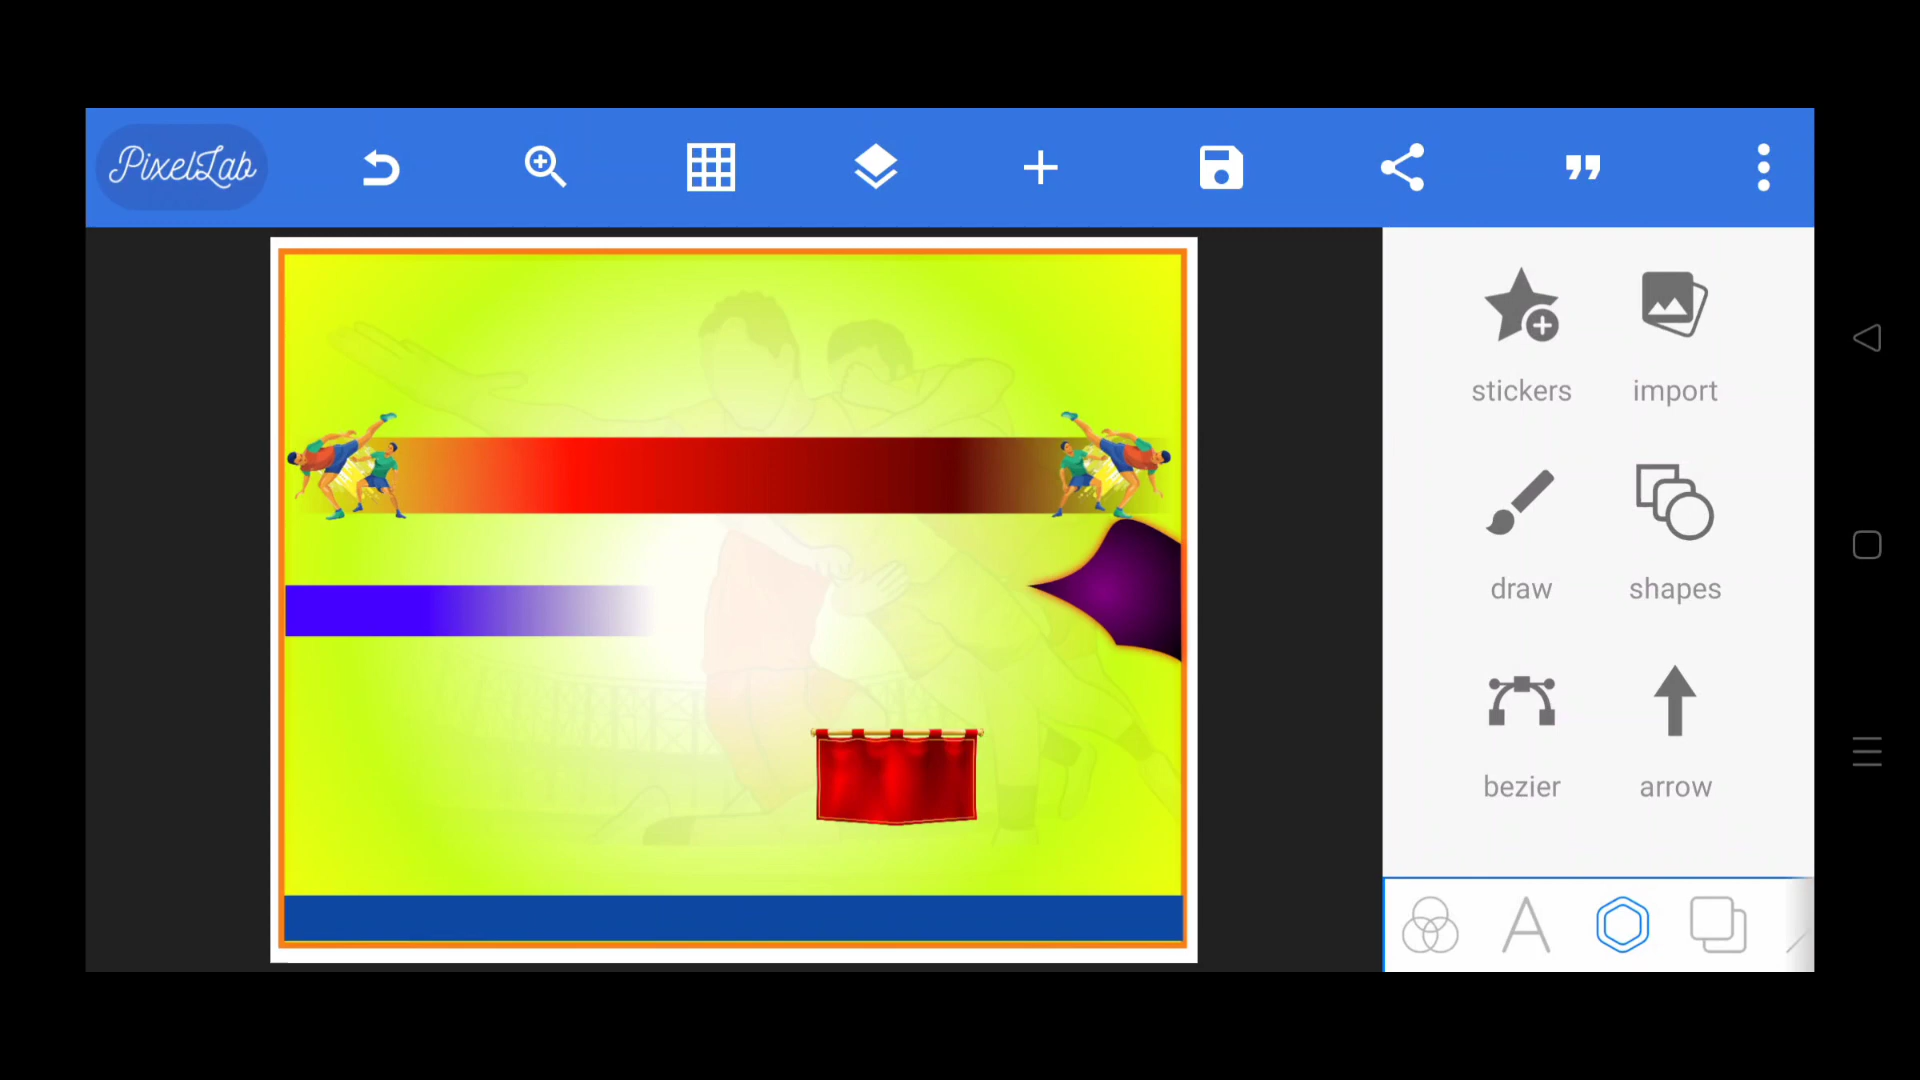 PixelLab
stickers
import
draw
shapes
bezier
arrow